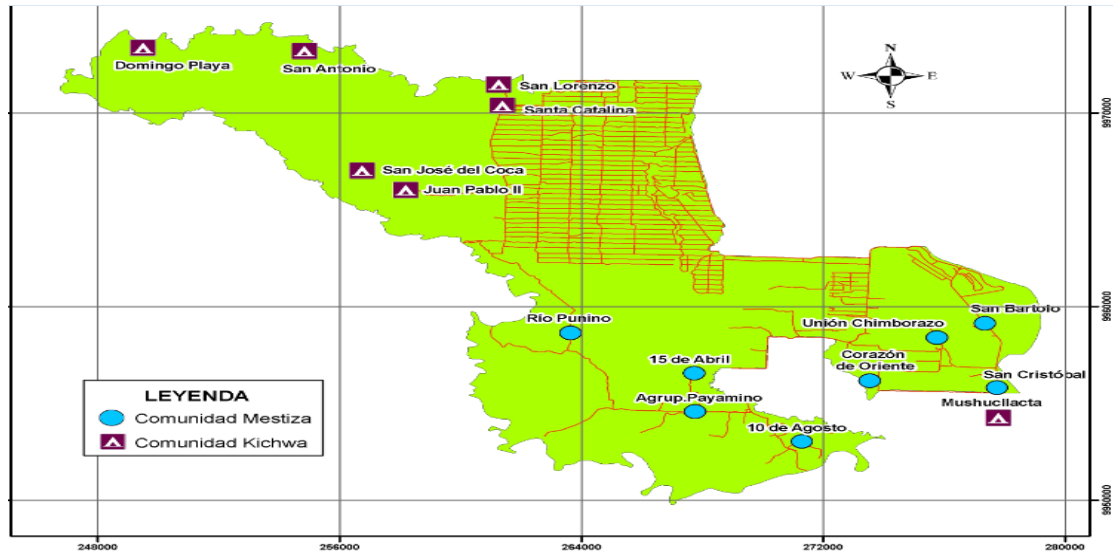 N
W E
S
Domingo Playa
San Antonio
San Lorenzo
Santa Catalina
9970000
San José del Coca
Juan Pablo II
9960000
Río Punino
San Bartolo
Unión Chimborazo
15 de Abril
Corazón
de Oriente
San Cristóbal
Agrup.Payamino
Mushucllacta
10 de Agosto
LEYENDA
Comunidad Mestiza
Comunidad Kichwa
9950000
248000 256000 264000 272000 280000